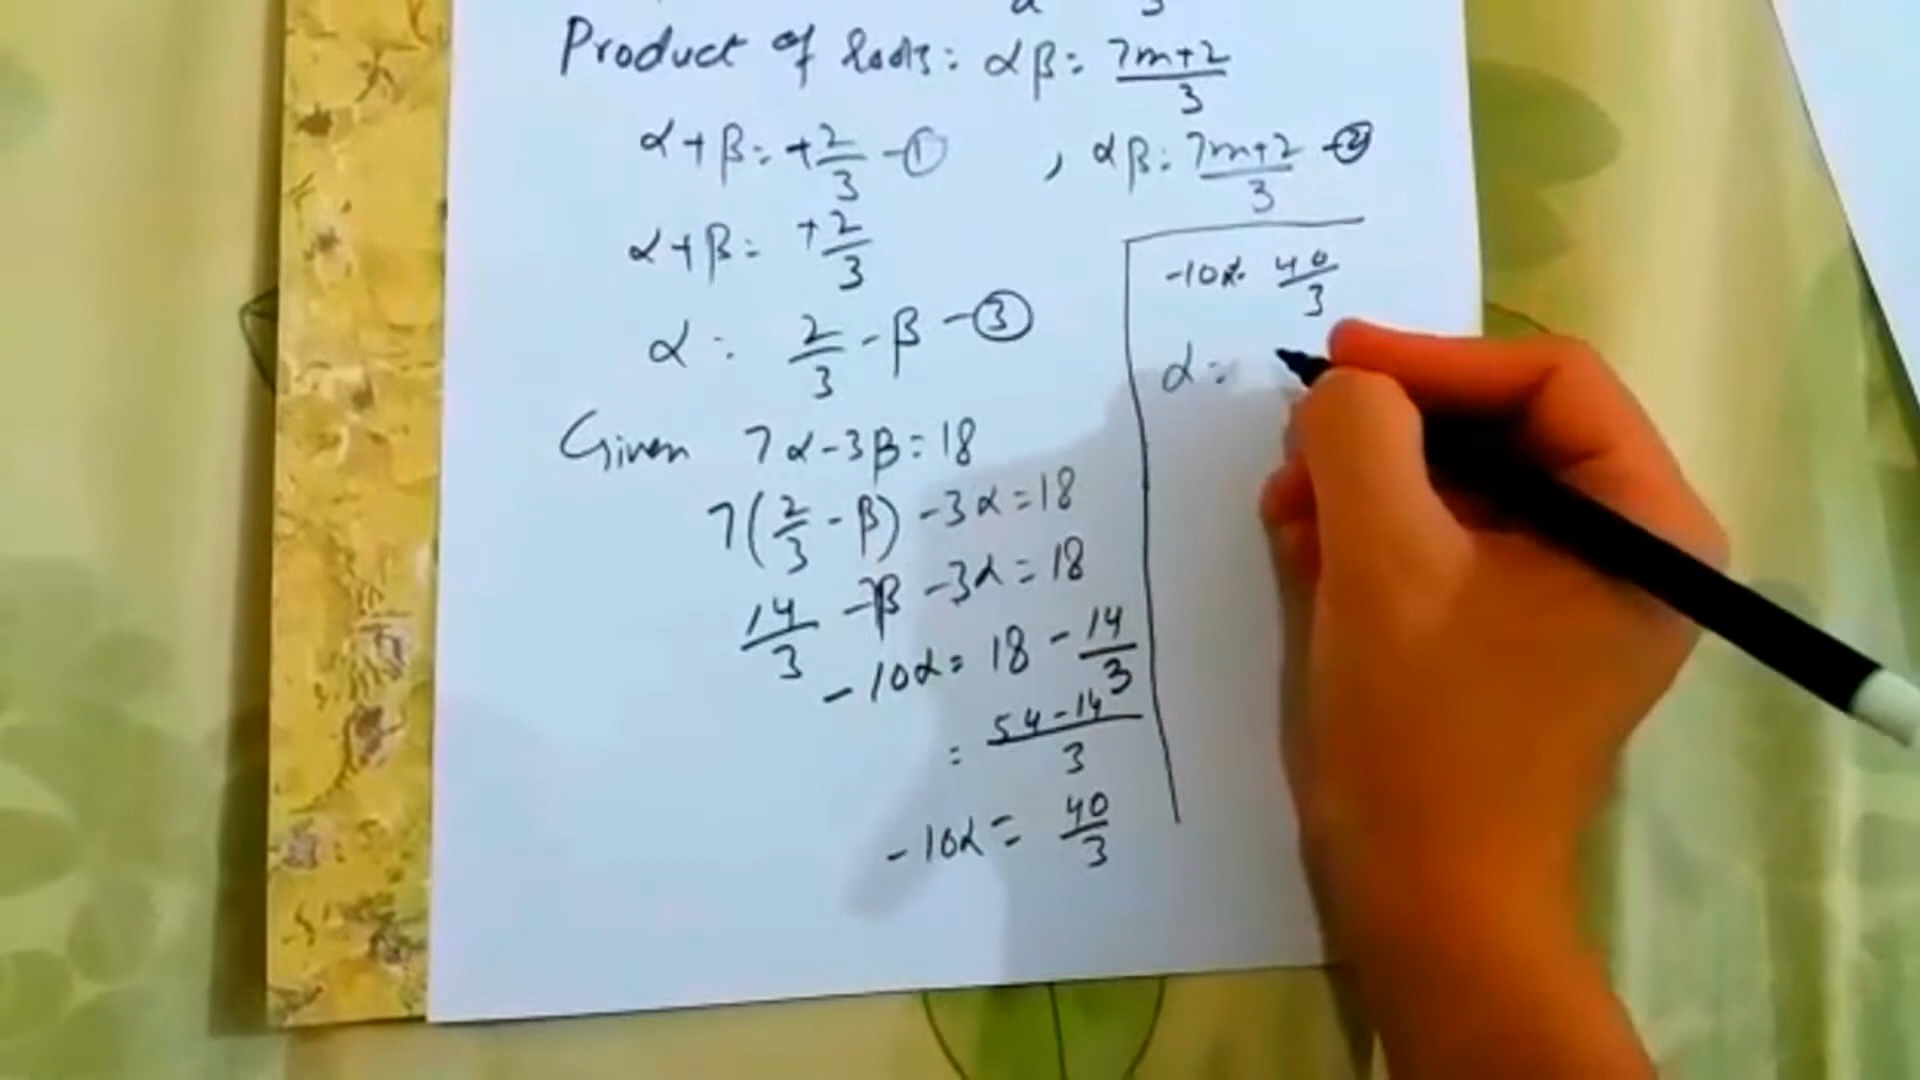 Product of Roots: αβ = 7m+2/3
α+β = +2/3 -①, αβ = 7m+2/3 -②
α+β = +2/3
α = 2/3 - β -③
Given 7α-3β = 18
7(2/3 - β) - 3α = 18
14/3 - 7β - 3α = 18
-10α = 18 - 14/3
= 54-14/3
-10α = 40/3
-10α = 40/3
α =